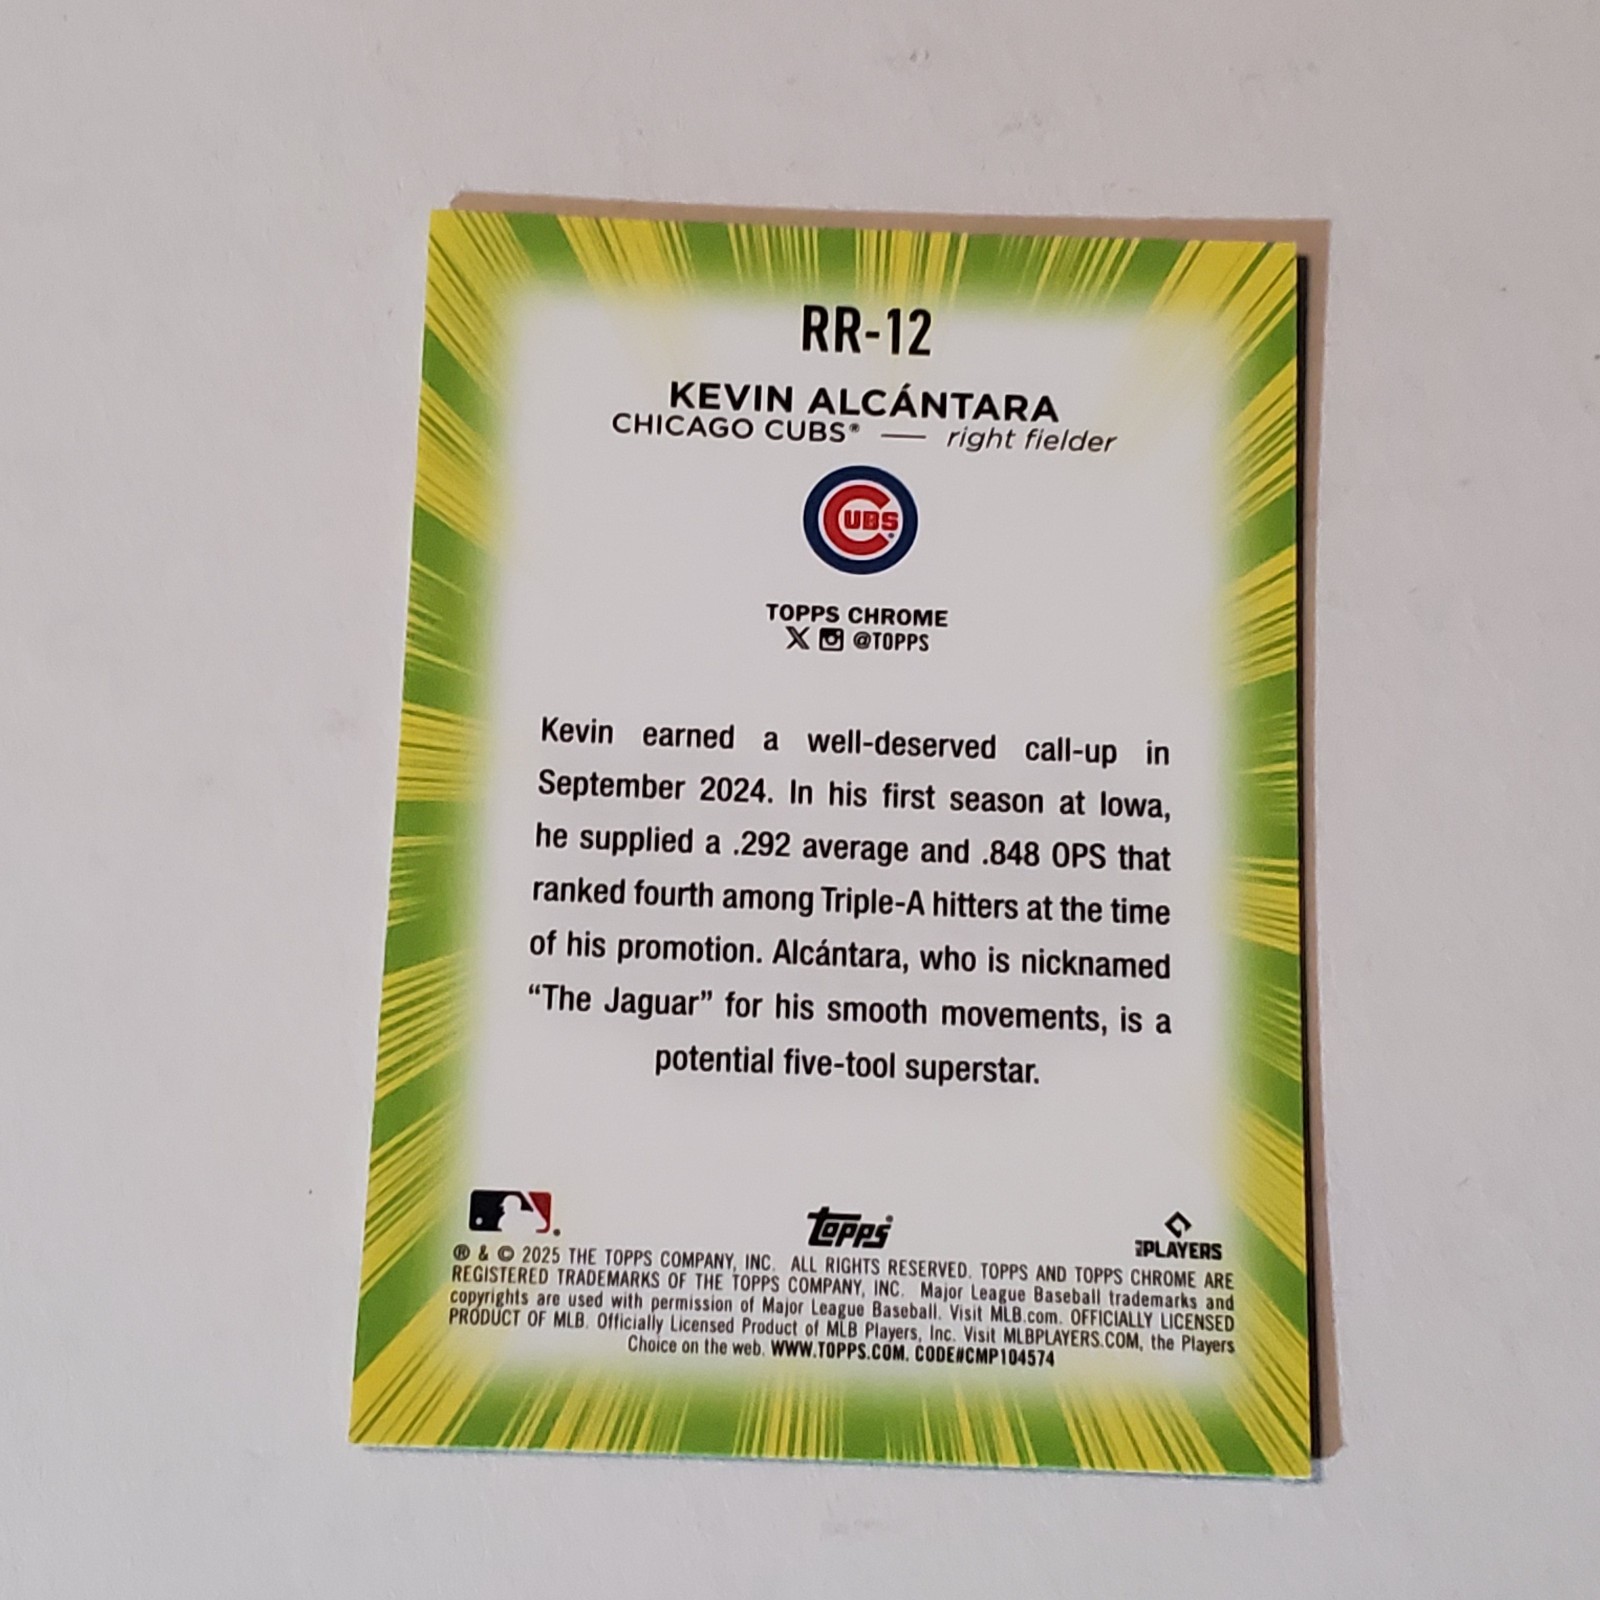 RR-12
KEVIN ALCÁNTARA
CHICAGO CUBS® — right fielder
CUBS
TOPPS CHROME
X @TOPPS
Kevin earned a well-deserved call-up in
September 2024. In his first season at Iowa,
he supplied a .292 average and .848 OPS that
ranked fourth among Triple-A hitters at the time
of his promotion. Alcántara, who is nicknamed
“The Jaguar” for his smooth movements, is a
potential five-tool superstar.
Topps®
PLAYERS
® & © 2025 THE TOPPS COMPANY, INC. ALL RIGHTS RESERVED. TOPPS AND TOPPS CHROME ARE
REGISTERED TRADEMARKS OF THE TOPPS COMPANY, INC. Major League Baseball trademarks and
copyrights are used with permission of Major League Baseball. Visit MLB.com. OFFICIALLY LICENSED
PRODUCT OF MLB. Officially Licensed Product of MLB Players, Inc. Visit MLBPLAYERS.COM, the Players
Choice on the web. WWW.TOPPS.COM. CODE#CMP104574